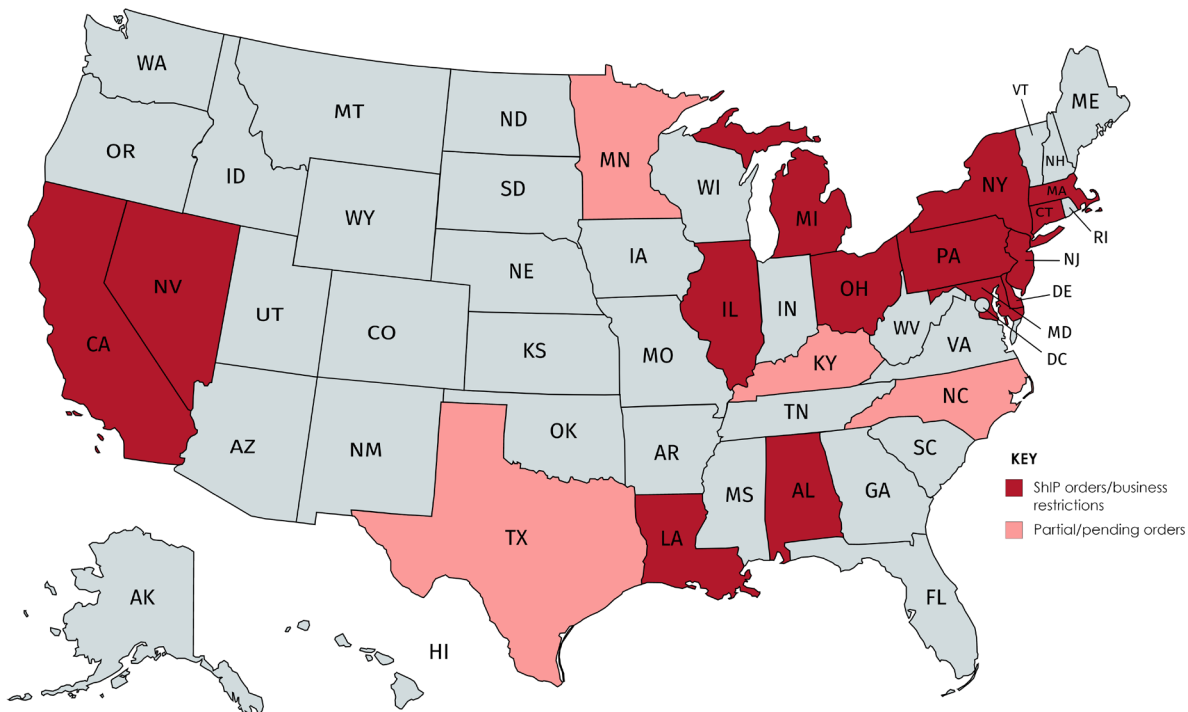 WA
MT
ND
MN
VT
ME
OR
ID
SD
WI
NH
WY
MI
NY
MA
CT
RI
IA
NE
PA
NJ
NV
UT
CO
IL
IN
OH
DE
MD
DC
CA
KS
MO
WV
VA
KY
NC
AZ
NM
OK
TN
AR
SC
MS
AL
GA
KEY
ShIP orders/business
restrictions
Partial/pending orders
TX
LA
FL
AK
HI